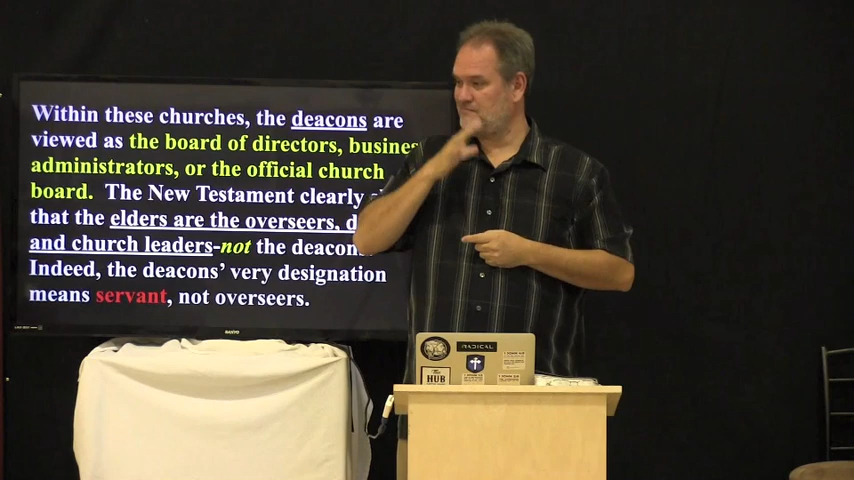 Within these churches, the deacons are
viewed as the board of directors,
administrators, or the official church
board. The New Testament clearly
that the elders are the overseers,
and church leaders-not the deacons.
Indeed, the deacons' very designation
means servant, not overseers.
SANYO
RADICAL
HUB